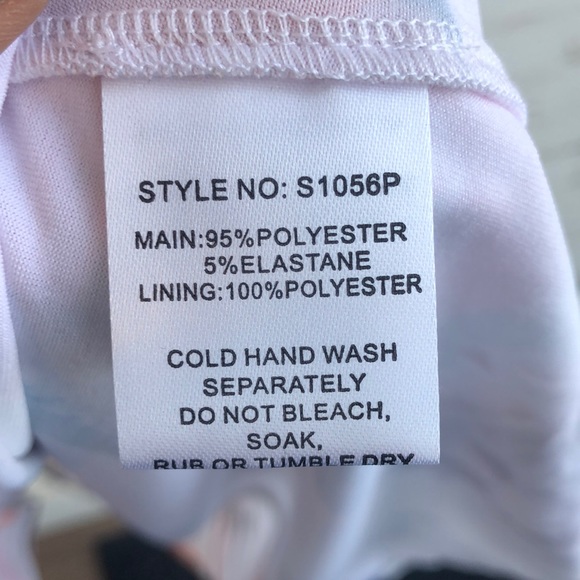 STYLE NO: S1056P
MAIN:95%POLYESTER
5%ELASTANE
LINING:100%POLYESTER
COLD HAND WASH
SEPARATELY
DO NOT BLEACH,
SOAK,
RUB OR TUMBLE DRY